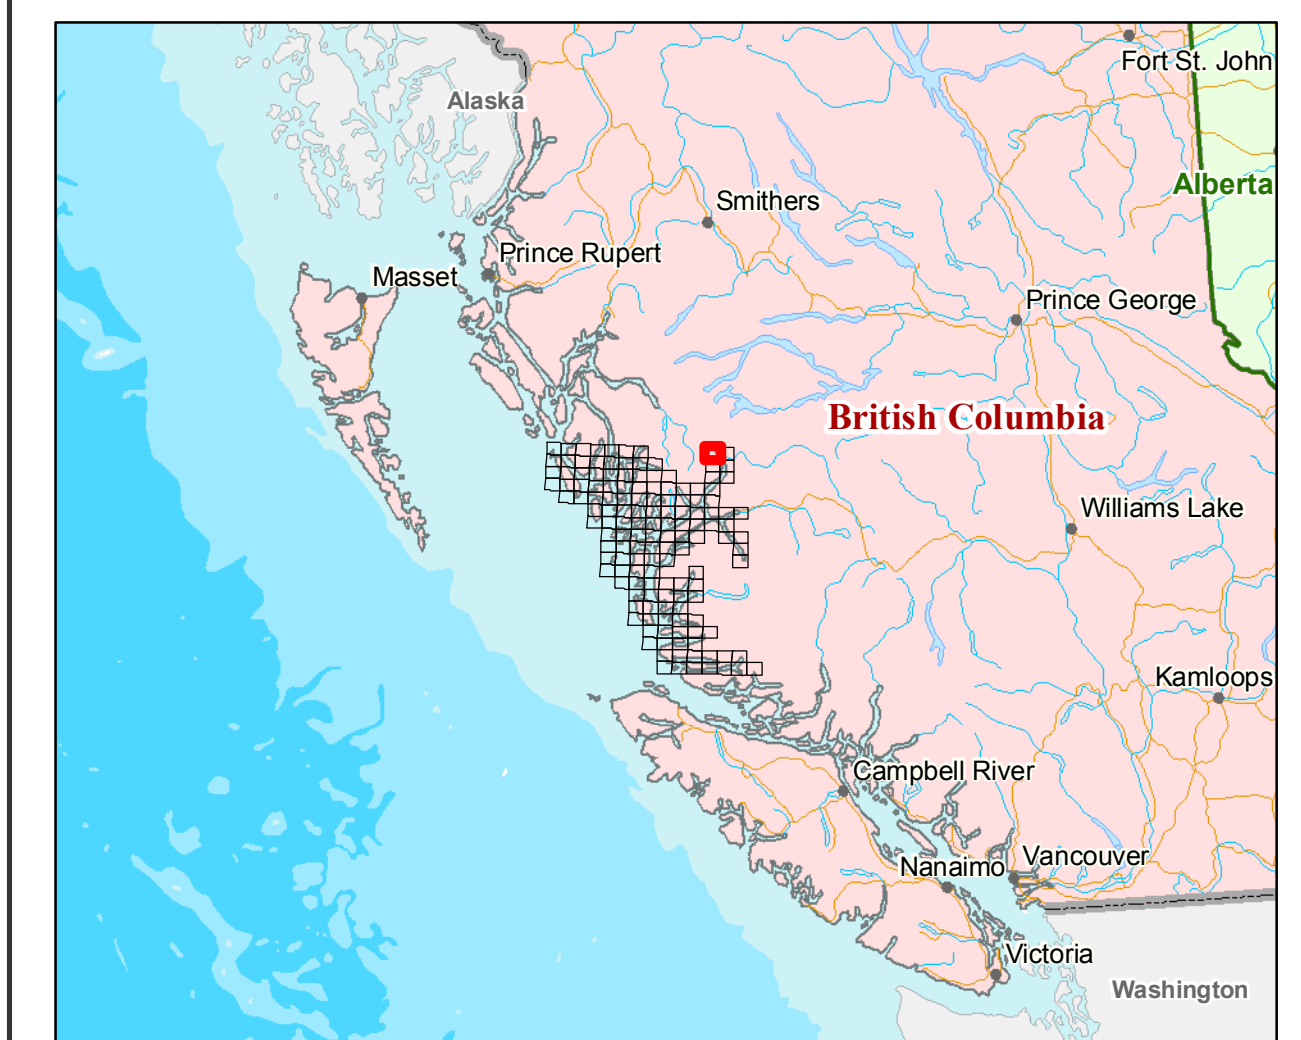 Fort St. John
Alaska
Alberta
Smithers
Prince Rupert
Masset
Prince George
British Columbia
Williams Lake
Kamloops
Campbell River
Vancouver
Nanaimo
Victoria
Washington